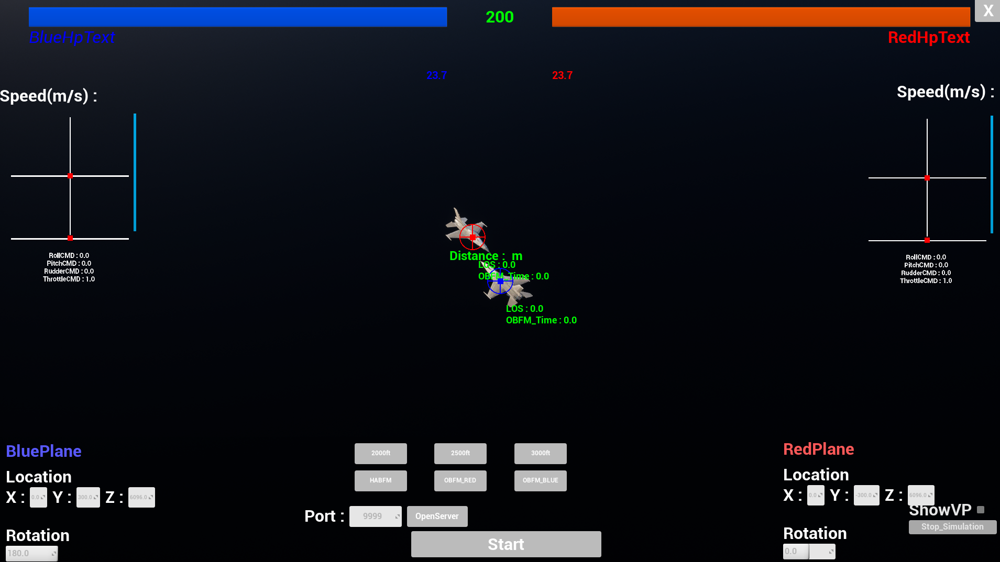 200
X
BlueHpText
RedHpText
23.7
23.7
Speed(m/s) :
Speed(m/s) :
RollCMD : 0.0
PitchCMD : 0.0
RudderCMD : 0.0
ThrottleCMD : 1.0
RollCMD : 0.0
PitchCMD : 0.0
RudderCMD : 0.0
ThrottleCMD : 1.0
Distance : m
LOS : 0.0
OBFM_Time : 0.0
LOS : 0.0
OBFM_Time : 0.0
BluePlane
Location
X : 0.0 Y : 300.0 Z : 6096.0
Rotation
180.0
2000ft
2500ft
3000ft
HABFM
OBFM_RED
OBFM_BLUE
Port : 9999 OpenServer
Start
RedPlane
Location
X : 0.0 Y : -300.0 Z : 6096.0
ShowVP
Stop_Simulation
Rotation
0.0